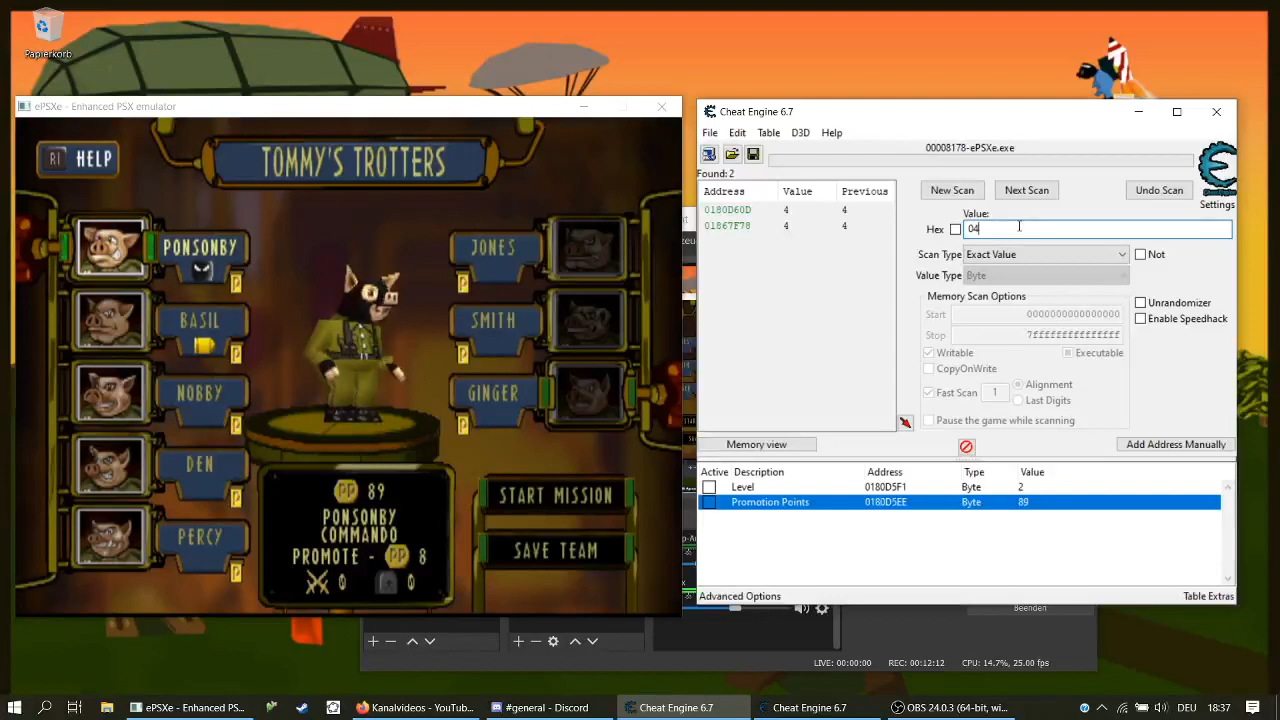 Papierkorb
ePSXe - Enhanced PSX emulator
R1 HELP
TOMMY'S TROTTERS
PONSONBY
P
BASIL
P
NOBBY
P
DEN
P
PERCY
P
JONES
P
SMITH
P
GINGER
P
PP 89
PONSONBY
COMMANDO
PROMOTE - PP 8
0 0
START MISSION
SAVE TEAM
Cheat Engine 6.7
File Edit Table D3D Help
00008178-ePSXe.exe
Found: 2
Address Value Previous
0180D60D 4 4
01867F78 4 4
New Scan Next Scan Undo Scan
Settings
Value:
Hex 04
Scan Type Exact Value Not
Value Type Byte
Memory Scan Options
Start 0000000000000000
Stop 7fffffffffffffff
Writable Executable
CopyOnWrite
Fast Scan 1 Alignment
Last Digits
Pause the game while scanning
Unrandomizer
Enable Speedhack
Memory view Add Address Manually
Active Description Address Type Value
Level 0180D5F1 Byte 2
Promotion Points 0180D5EE Byte 89
Advanced Options Table Extras
Beenden
LIVE: 00:00:00 REC: 00:12:12 CPU: 14.7%, 25.00 fps
ePSXe - Enhanced PS... Kanalvideos - YouTub... #general - Discord Cheat Engine 6.7 Cheat Engine 6.7 OBS 24.0.3 (64-bit, wi... DEU 18:37